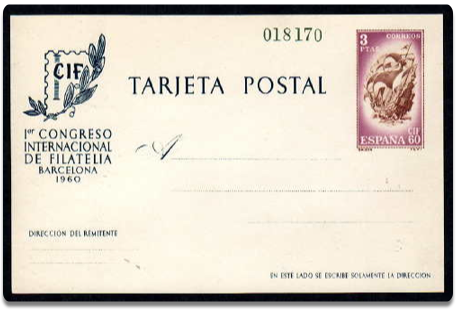 018170
3 CORREOS
PTAS
CIF
TARJETA POSTAL
1er CONGRESO
INTERNACIONAL
DE FILATELIA
BARCELONA
1960
A
CIF
ESPAÑA 60
DIRECCION DEL REMITENTE
EN ESTE LADO SE ESCRIBE SOLAMENTE LA DIRECCION